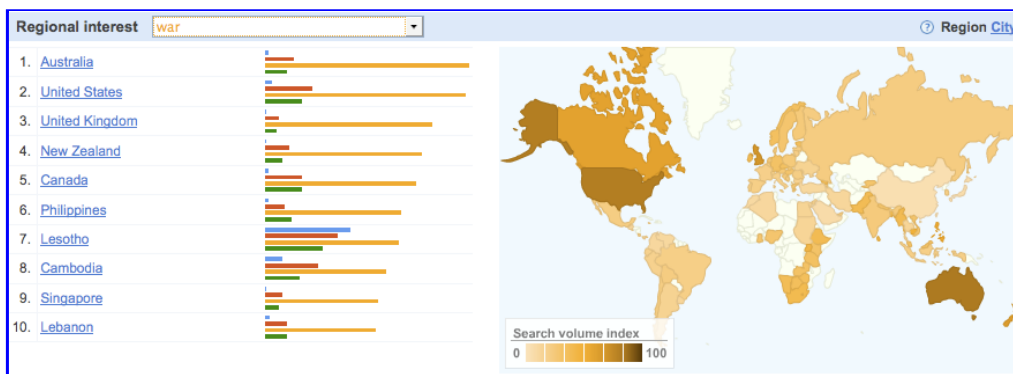 Regional interest war ? Region City
1. Australia
2. United States
3. United Kingdom
4. New Zealand
5. Canada
6. Philippines
7. Lesotho
8. Cambodia
9. Singapore
10. Lebanon
Search volume index
0 100